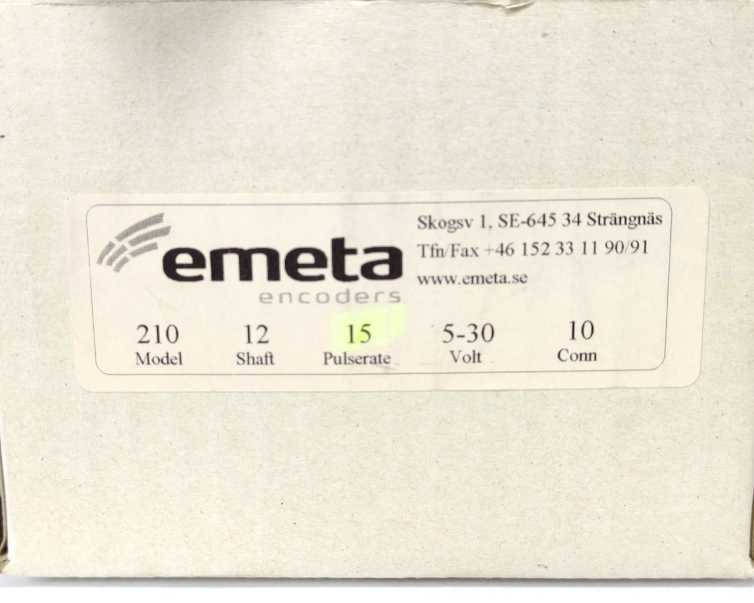 emeta
encoders
Skogsv 1, SE-645 34 Strängnäs
Tfn/Fax +46 152 33 11 90/91
www.emeta.se
210 12 15 5-30 10
Model Shaft Pulserate Volt Conn